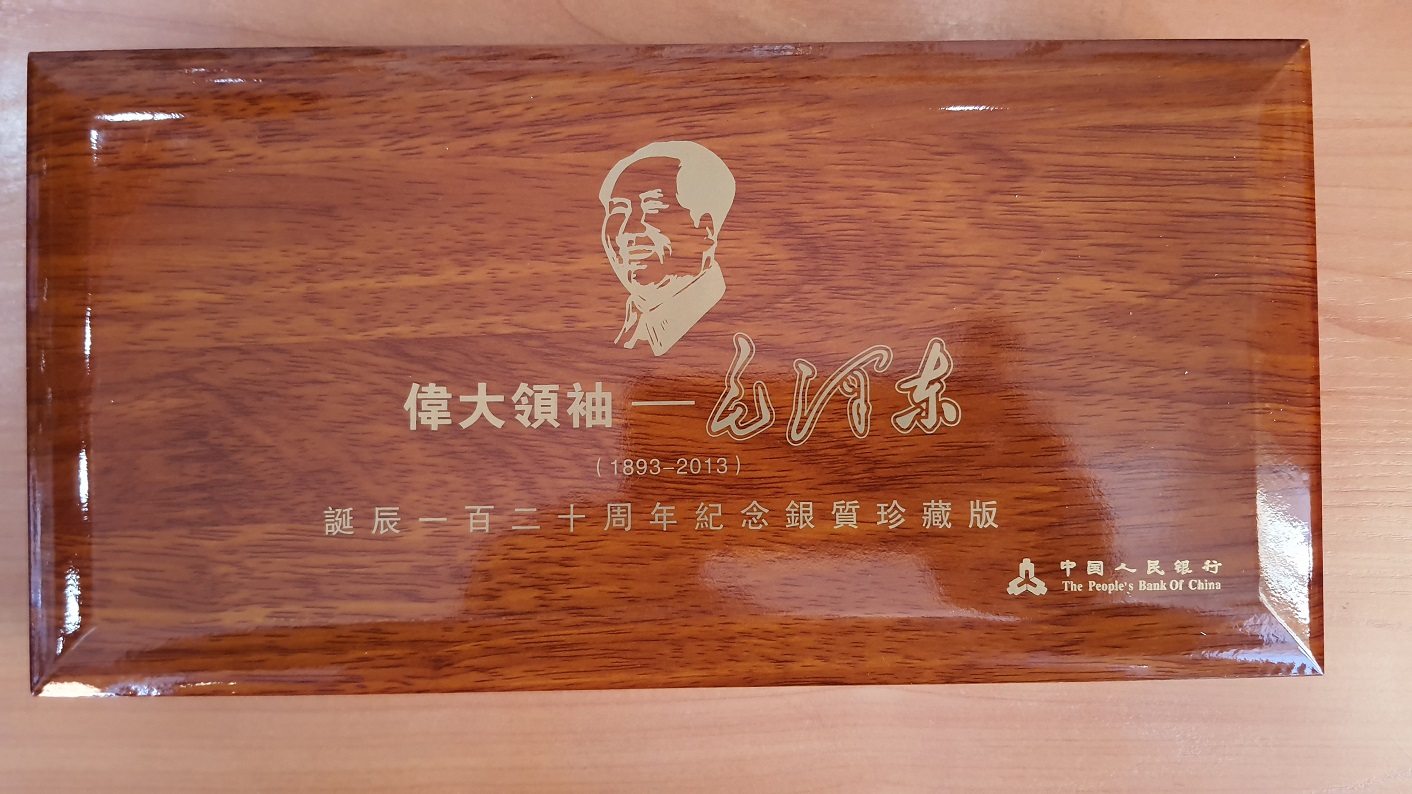 偉大領袖—毛泽东
(1893-2013)
誕辰一百二十周年紀念銀質珍藏版
中国人民银行
The People's Bank Of China